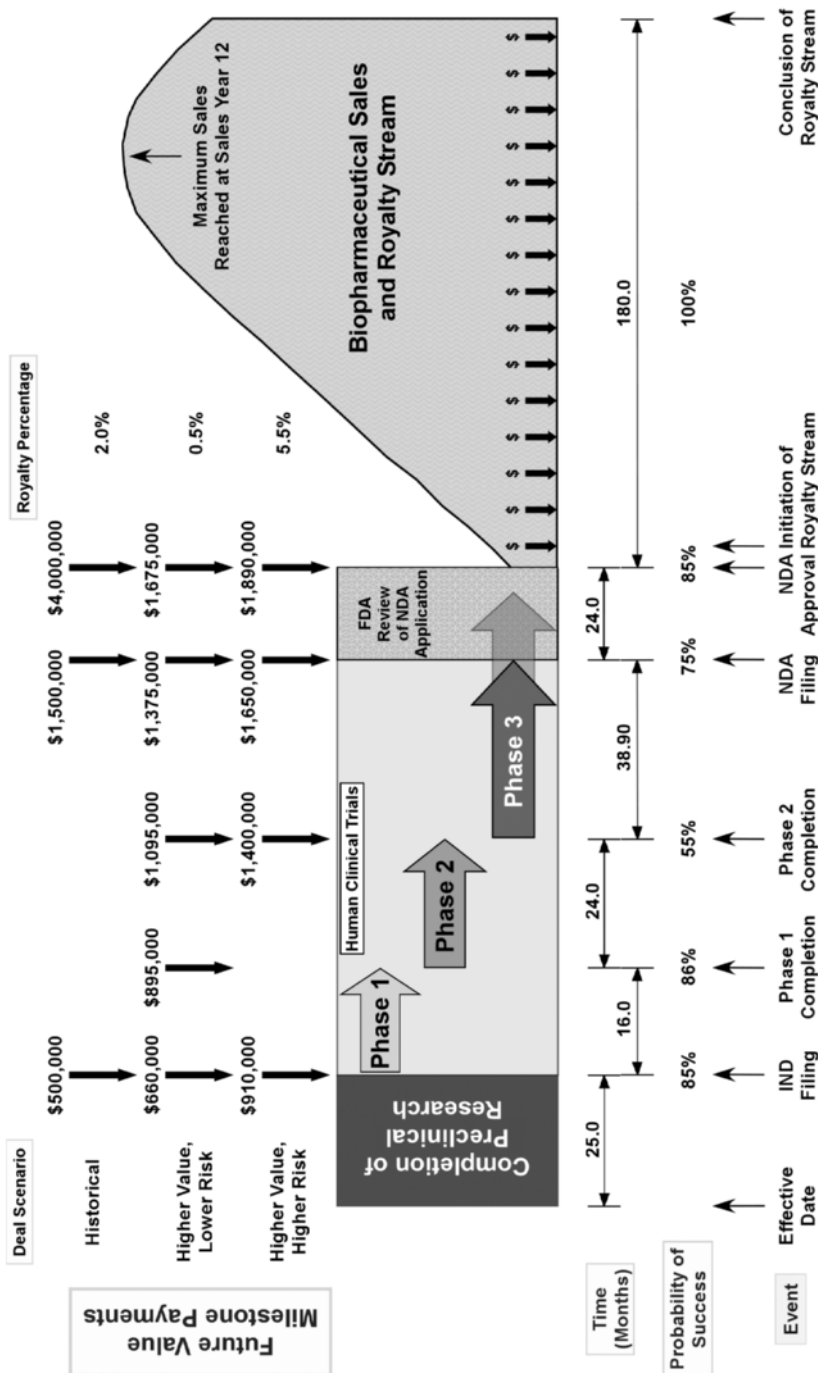 Deal Scenario
Royalty Percentage
Future Value
Milestone Payments
Historical
$500,000
$1,500,000
$4,000,000
2.0%
Higher Value,
Lower Risk
$660,000
$895,000
$1,095,000
$1,375,000
$1,675,000
0.5%
Higher Value,
Higher Risk
$910,000
$1,400,000
$1,650,000
$1,890,000
5.5%
Completion of
Preclinical
Research
Human Clinical Trials
Phase 1
Phase 2
Phase 3
FDA
Review
of NDA
Application
Maximum Sales
Reached at Sales Year 12
Biopharmaceutical Sales
and Royalty Stream
$ $ $ $ $ $ $ $ $ $ $ $ $ $ $
Time
(Months)
25.0
16.0
24.0
38.90
24.0
180.0
Probability of
Success
85%
86%
55%
75%
85%
100%
Event
Effective
Date
IND
Filing
Phase 1
Completion
Phase 2
Completion
NDA
Filing
NDA
Approval
Initiation of
Royalty Stream
Conclusion of
Royalty Stream